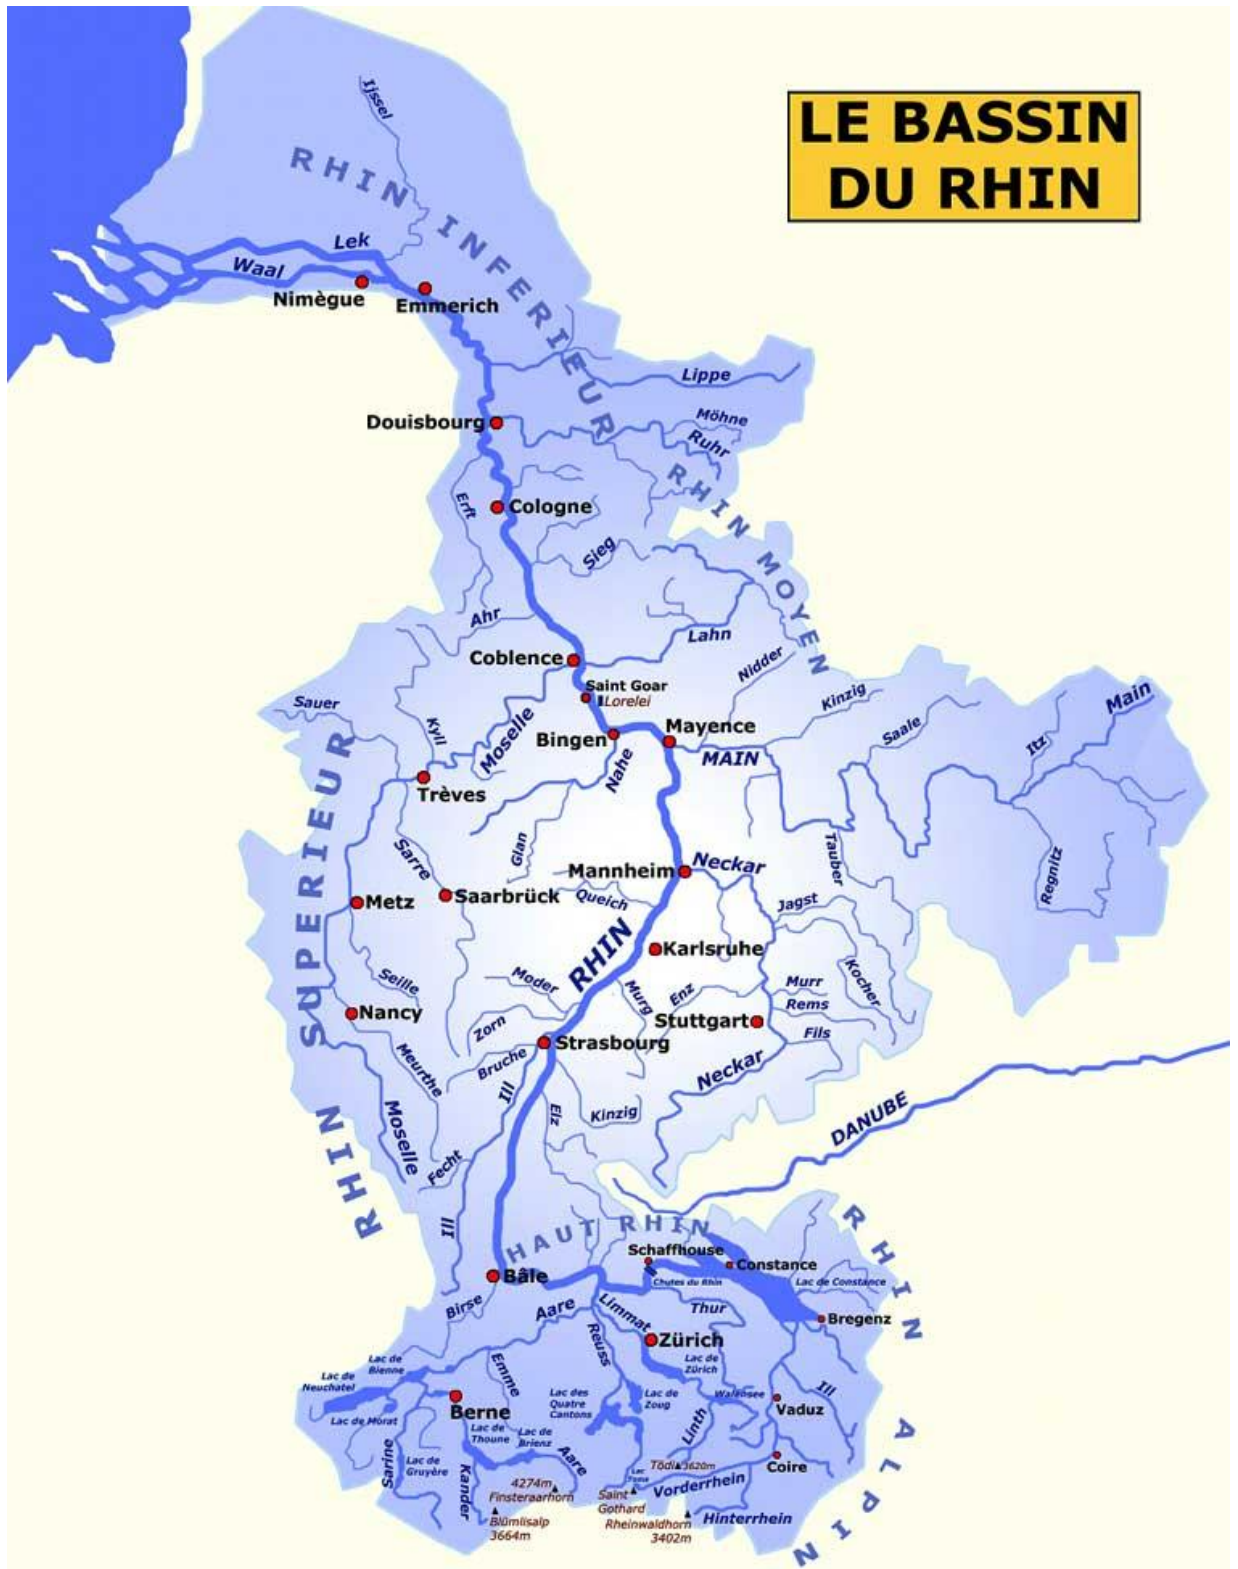 LE BASSIN
DU RHIN
Ijssel
RHIN INFERIEUR
Lek
Waal
Nimègue
Emmerich
Lippe
Möhne
Douisbourg
Ruhr
RHIN MOYEN
Erft
Cologne
Sieg
Ahr
Lahn
Coblence
Nidder
Saint Goar
Lorelei
Kinzig
Main
Sauer
Kyll
Moselle
Bingen
Mayence
Saale
Itz
Nahe
MAIN
Trèves
RHIN SUPERIEUR
Sarre
Glan
Mannheim
Neckar
Tauber
Regnitz
Metz
Saarbrück
Queich
Jagst
RHIN
Karlsruhe
Seille
Moder
Murg
Enz
Murr
Kocher
Nancy
Zorn
Rems
Stuttgart
Fils
Strasbourg
Meurthe
Bruche
Ill
Neckar
Elz
Kinzig
DANUBE
Moselle
Fecht
Ill
HAUT RHIN
RHIN ALPIN
Schaffhouse
Constance
Bâle
Chutes du Rhin
Lac de Constance
Birse
Aare
Limmat
Thur
Bregenz
Reuss
Zürich
Lac de
Bienne
Lac de
Neuchatel
Emme
Lac de
Zürich
Ill
Lac de Morat
Berne
Lac des
Quatre
Cantons
Lac de
Zoug
Walensee
Vaduz
Linth
Lac de
Thoune
Lac de
Brienz
Sarine
Lac de
Gruyère
Kander
Aare
Tödi
3620m
Coire
4274m
Finsteraarhorn
Lac
Toma
Vorderrhein
Saint
Gothard
Blümlisalp
3664m
Rheinwaldhorn
3402m
Hinterrhein